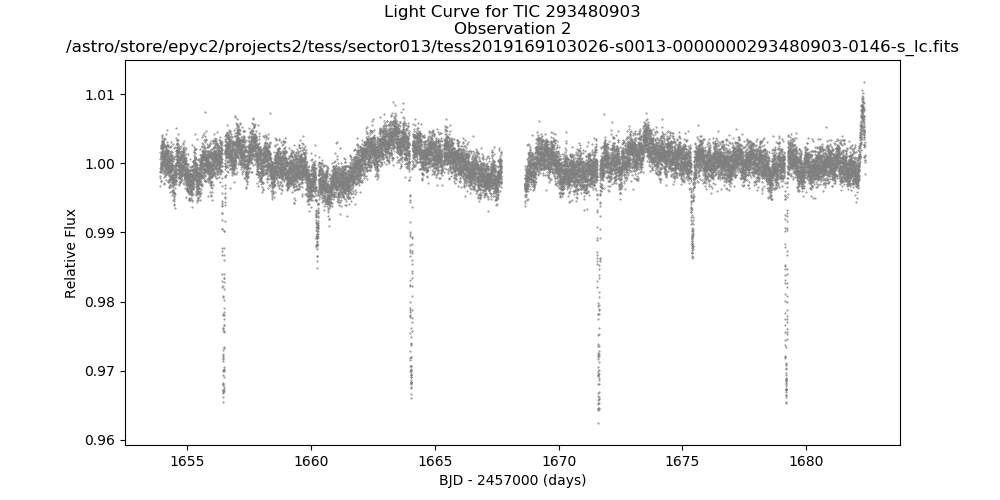 Light Curve for TIC 293480903
Observation 2
/astro/store/epyc2/projects2/tess/sector013/tess2019169103026-s0013-0000000293480903-0146-s_lc.fits
1.01
1.00
0.99
0.98
0.97
0.96
Relative Flux
1655
1660
1665
1670
1675
1680
BJD - 2457000 (days)